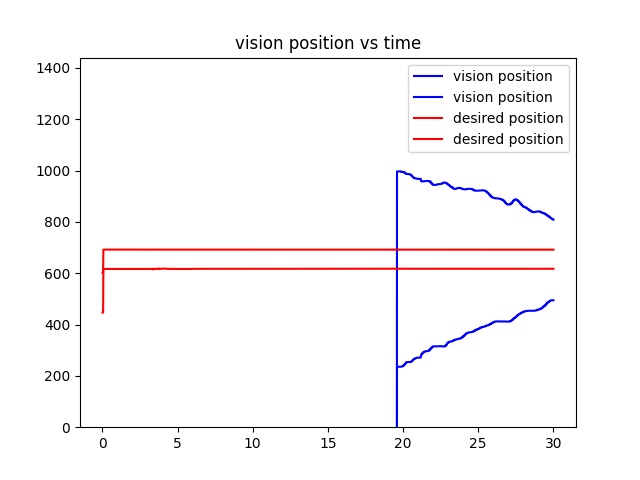 vision position vs time
1400
1200
1000
800
600
400
200
0
vision position
vision position
desired position
desired position
0 5 10 15 20 25 30